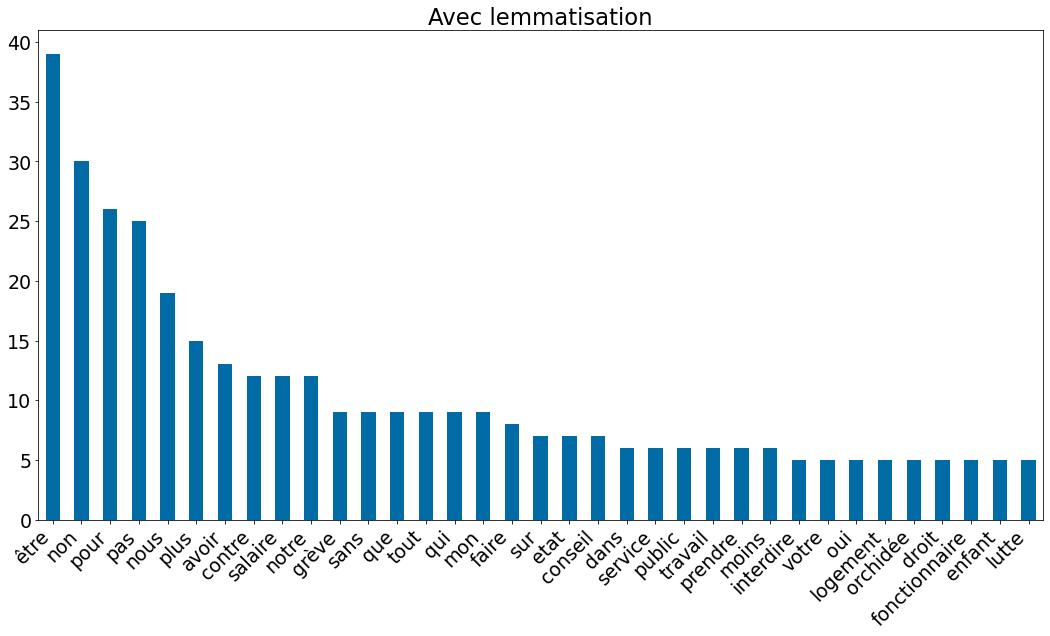 Avec lemmatisation
40
35
30
25
20
15
10
5
0
être
non
pour
pas
nous
plus
avoir
contre
salaire
notre
grève
sans
que
tout
qui
mon
faire
sur
etat
conseil
dans
service
public
travail
prendre
moins
interdire
votre
oui
logement
orchidée
droit
fonctionnaire
enfant
lutte